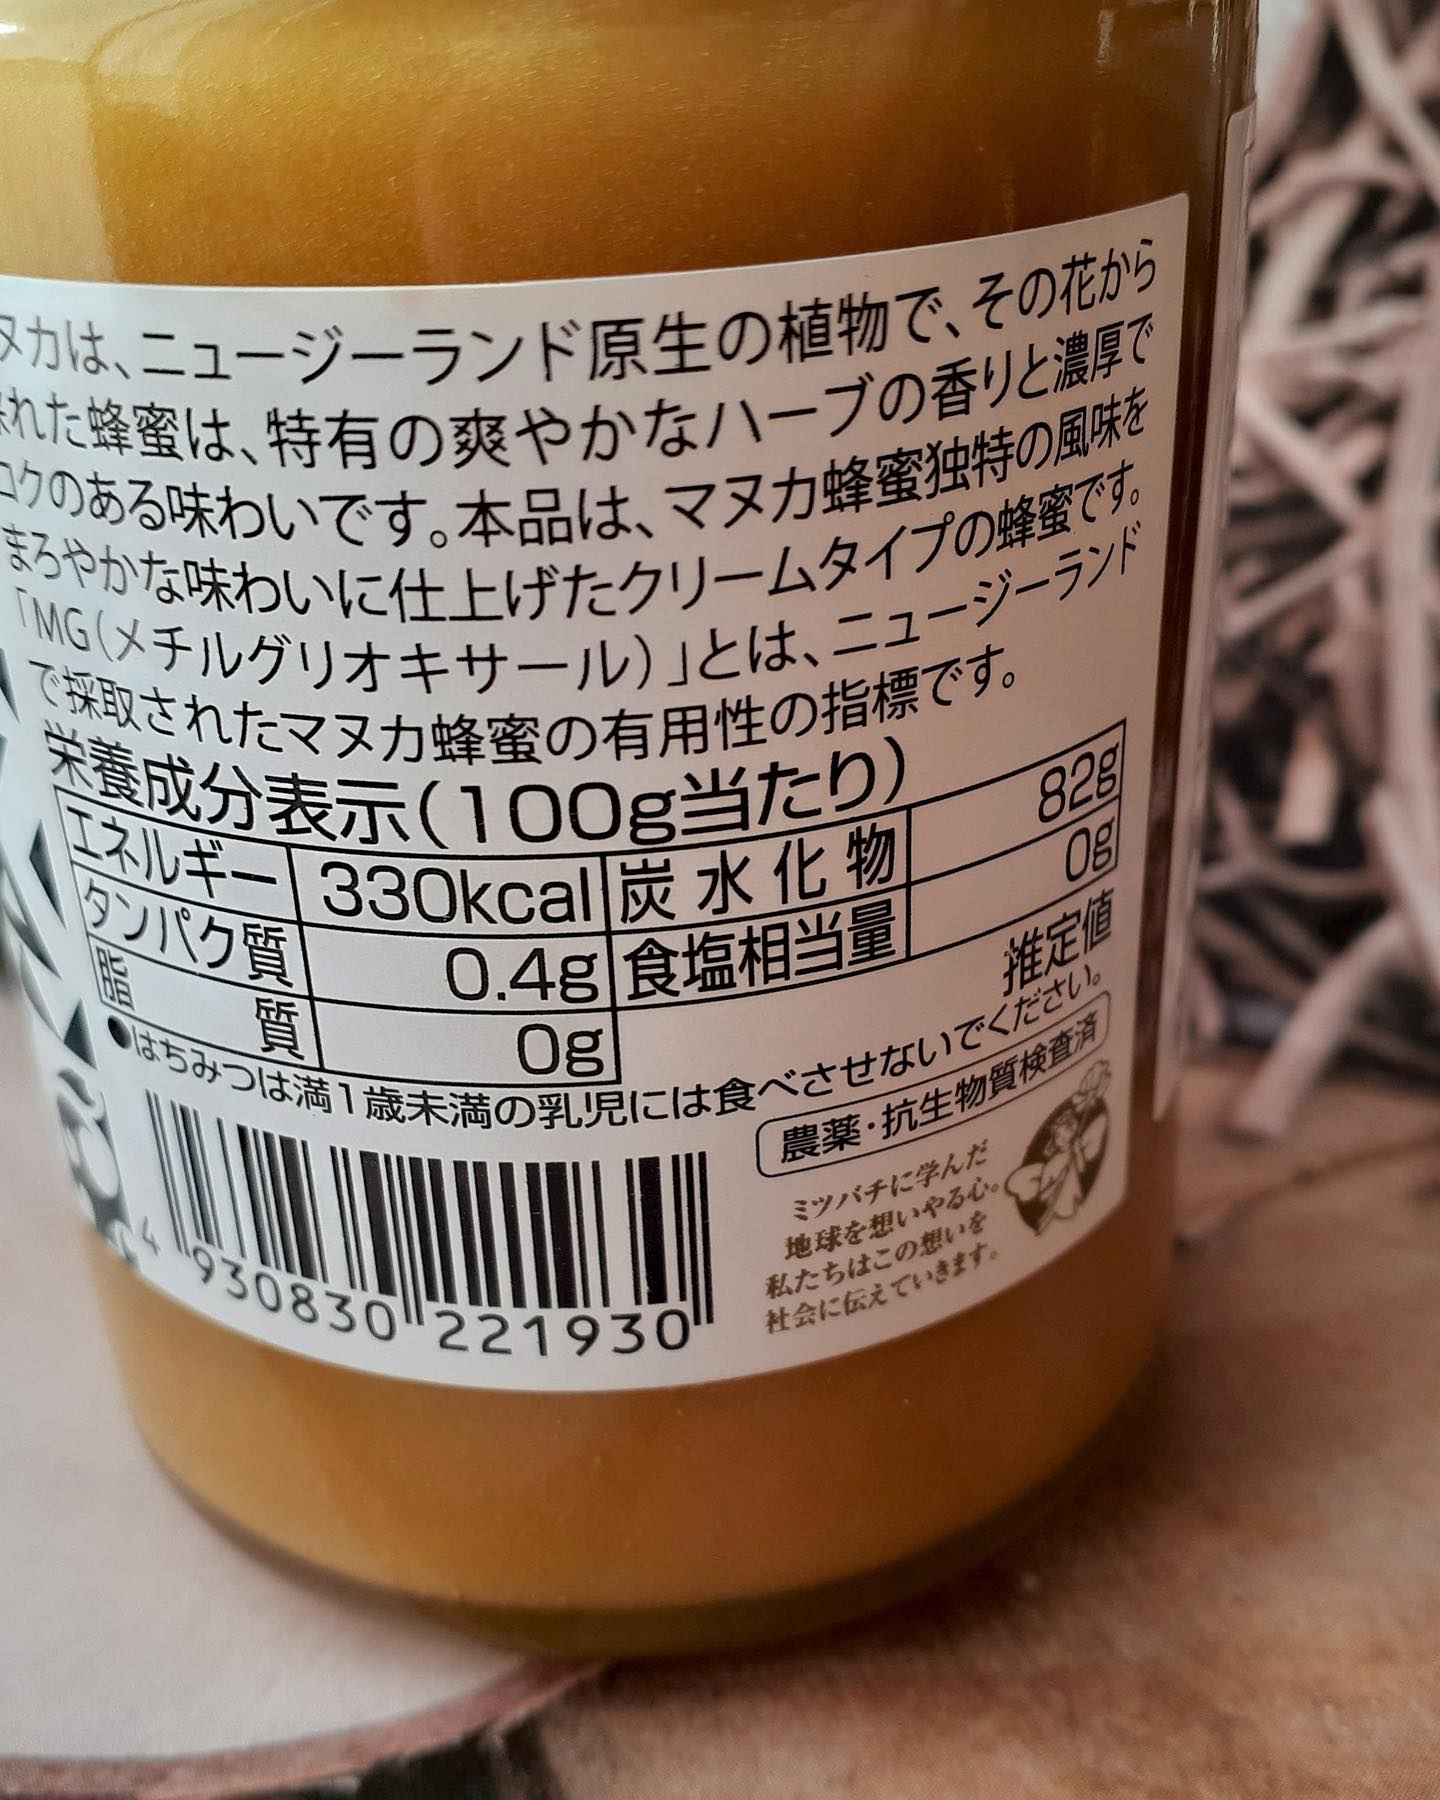 ヌカは、ニュージーランド原生の植物で、その花から
れた蜂蜜は、特有の爽やかなハーブの香りと濃厚で
コクのある味わいです。本品は、マヌカ蜂蜜独特の風味を
まろやかな味わいに仕上げたクリームタイプの蜂蜜です。
「MG(メチルグリオキサール)」とは、ニュージーランド
で採取されたマヌカ蜂蜜の有用性の指標です。
栄養成分表示(100g当たり)
エネルギー 330kcal 炭水化物 82g
タンパク質 0.4g 食塩相当量 0g
脂質 0g 推定値
●はちみつは満1歳未満の乳児には食べさせないでください。
農薬・抗生物質検査済
ミツバチに学んだ
地球を想いやる心。
私たちはこの想いを
社会に伝えていきます。
4 930830 221930